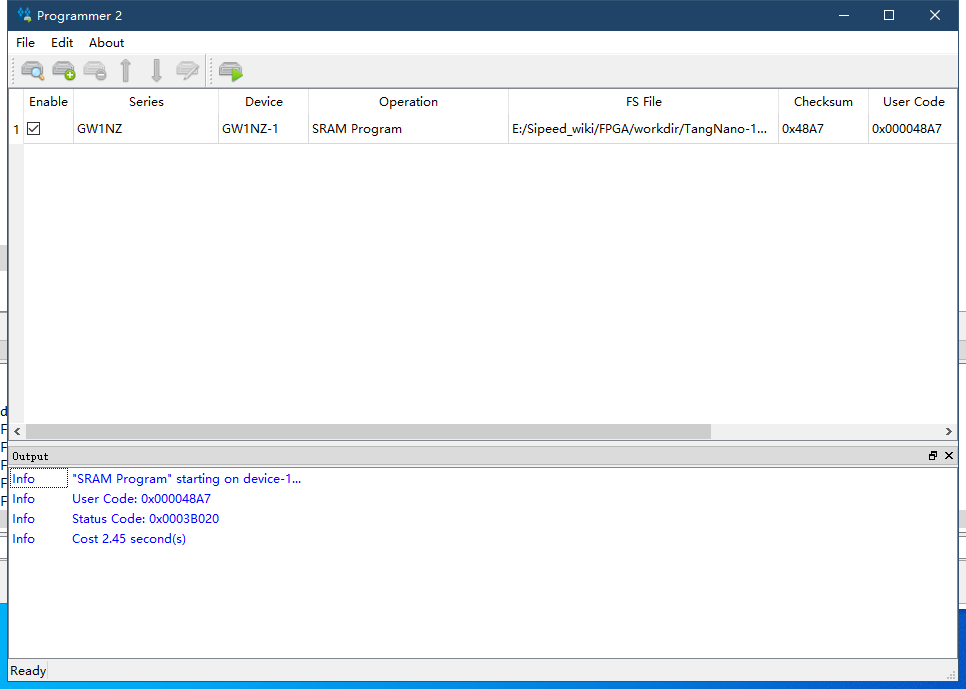 Programmer 2
File Edit About
Enable Series Device Operation FS File Checksum User Code
1 GW1NZ GW1NZ-1 SRAM Program E:/Sipeed_wiki/FPGA/workdir/TangNano-1... 0x48A7 0x000048A7
d
F
F
F
F
F
Output
Info "SRAM Program" starting on device-1...
Info User Code: 0x000048A7
Info Status Code: 0x0003B020
Info Cost 2.45 second(s)
Ready